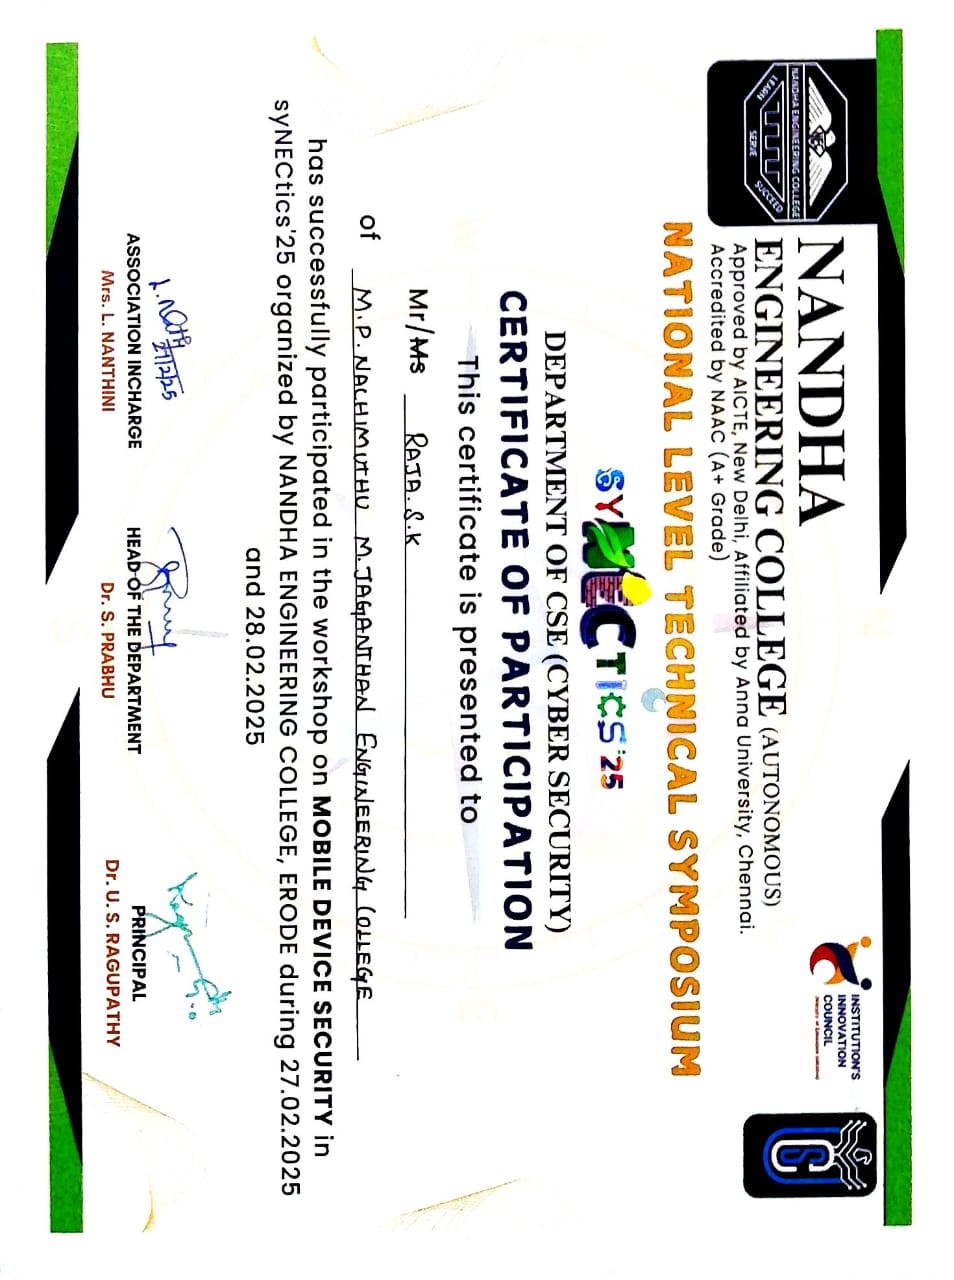 NANDHA ENGINEERING COLLEGE
LEARN
SERVE
SUCCEED
NEC
NANDHA
ENGINEERING COLLEGE (AUTONOMOUS)
Approved by AICTE, New Delhi, Affiliated by Anna University, Chennai.
Accredited by NAAC (A+ Grade)
INSTITUTION'S
INNOVATION
COUNCIL
NATIONAL LEVEL TECHNICAL SYMPOSIUM
SYNECTICS'25
DEPARTMENT OF CSE (CYBER SECURITY)
CERTIFICATE OF PARTICIPATION
This certificate is presented to
Mr/Ms RAJA.S.K
of M.P. NACHIMUTHU M. JAGANTHAN ENGINEERING COLLEGE
has successfully participated in the workshop on MOBILE DEVICE SECURITY in
syNECtics'25 organized by NANDHA ENGINEERING COLLEGE, ERODE during 27.02.2025
and 28.02.2025
27/2/25
ASSOCIATION INCHARGE
Mrs. L. NANTHINI
HEAD OF THE DEPARTMENT
Dr. S. PRABHU
PRINCIPAL
Dr. U. S. RAGUPATHY